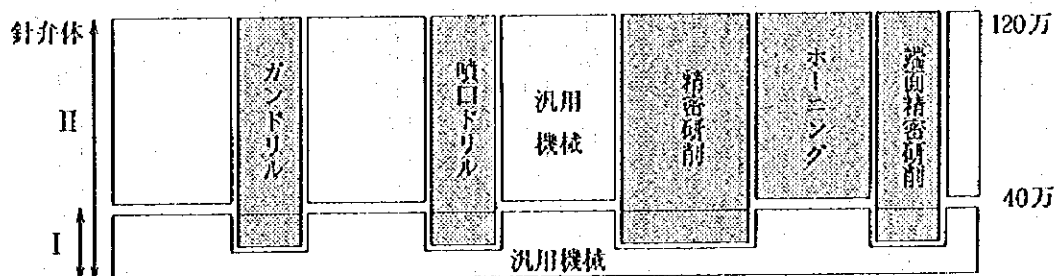 針弁体
120万
ガンドリル
噴口ドリル
汎用
機械
精密研削
ホーニング
端面精密研削
II
40万
I
汎用機械